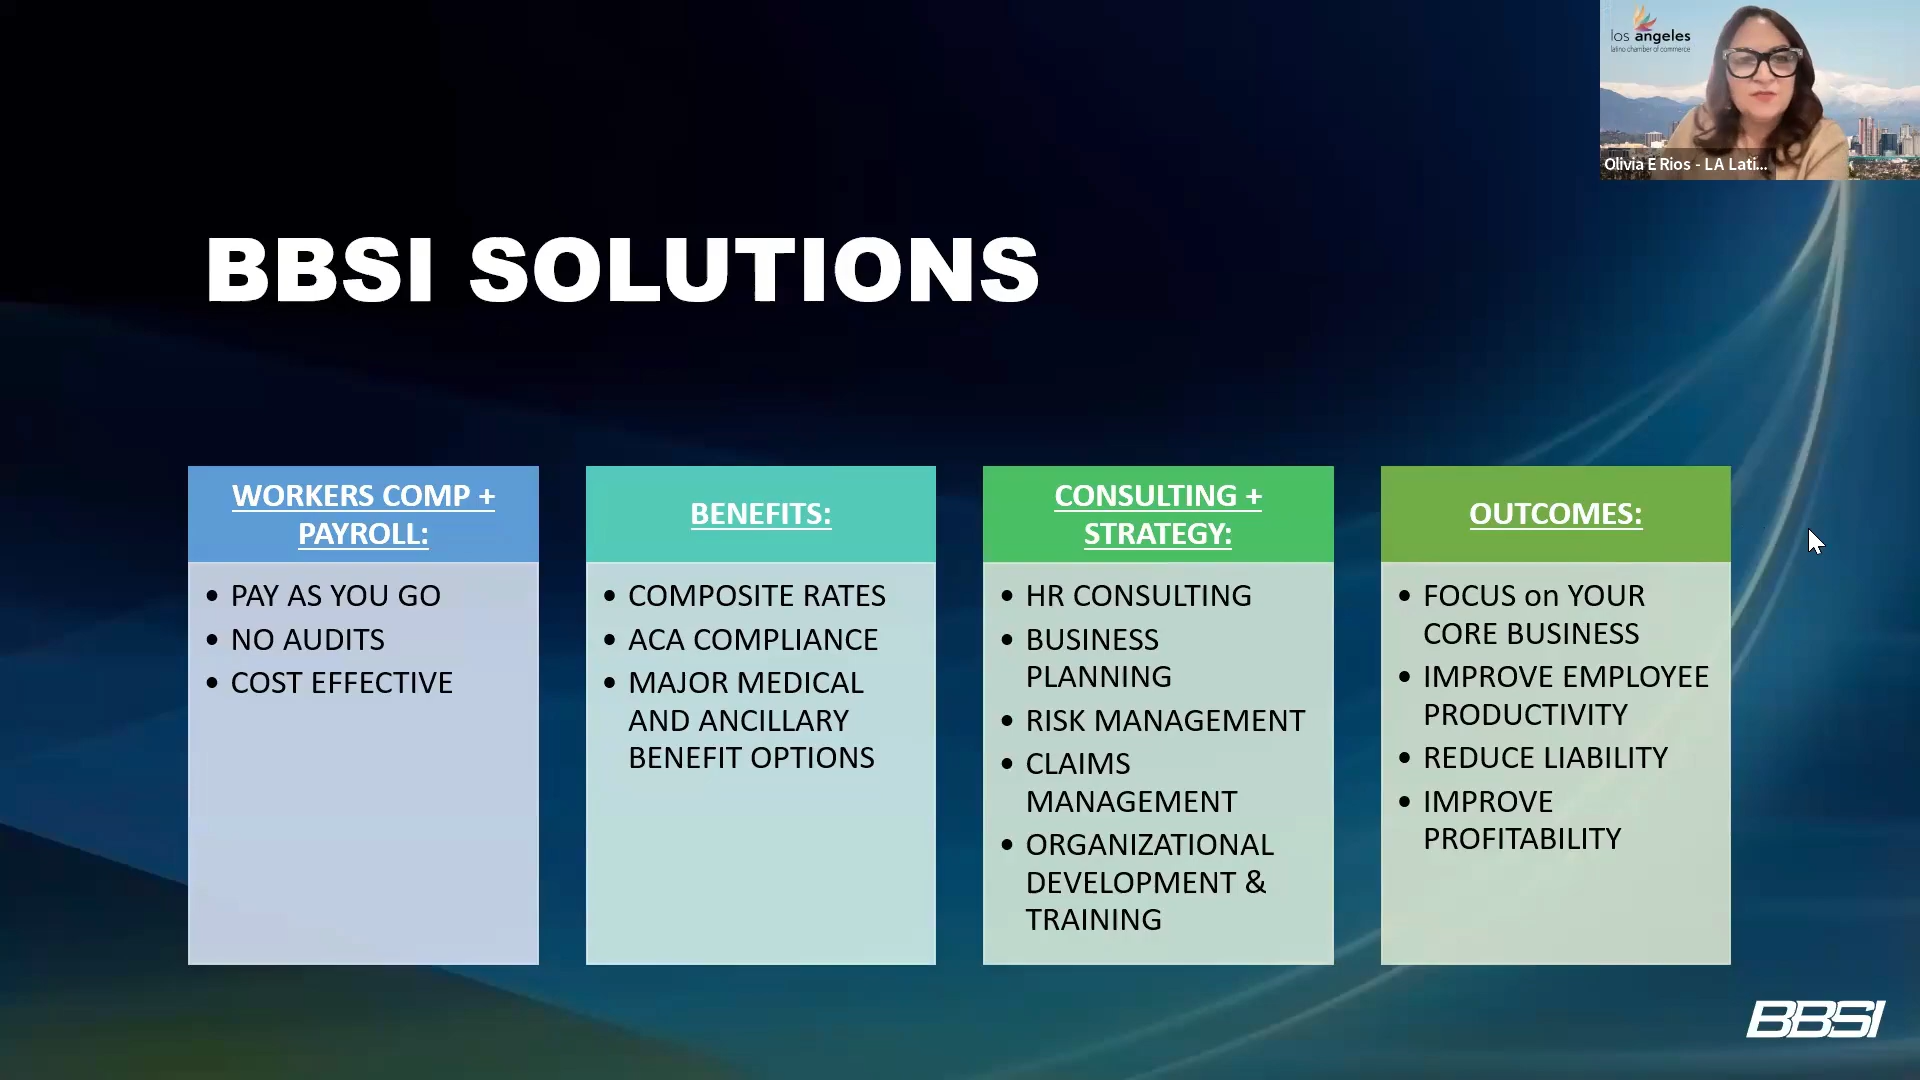 los angeles
latino chamber of commerce
Olivia E Rios - LA Lati...
BBSI SOLUTIONS
WORKERS COMP +
PAYROLL:
• PAY AS YOU GO
• NO AUDITS
• COST EFFECTIVE
BENEFITS:
• COMPOSITE RATES
• ACA COMPLIANCE
• MAJOR MEDICAL
AND ANCILLARY
BENEFIT OPTIONS
CONSULTING +
STRATEGY:
• HR CONSULTING
• BUSINESS
PLANNING
• RISK MANAGEMENT
• CLAIMS
MANAGEMENT
• ORGANIZATIONAL
DEVELOPMENT &
TRAINING
OUTCOMES:
• FOCUS on YOUR
CORE BUSINESS
• IMPROVE EMPLOYEE
PRODUCTIVITY
• REDUCE LIABILITY
• IMPROVE
PROFITABILITY
BBSI